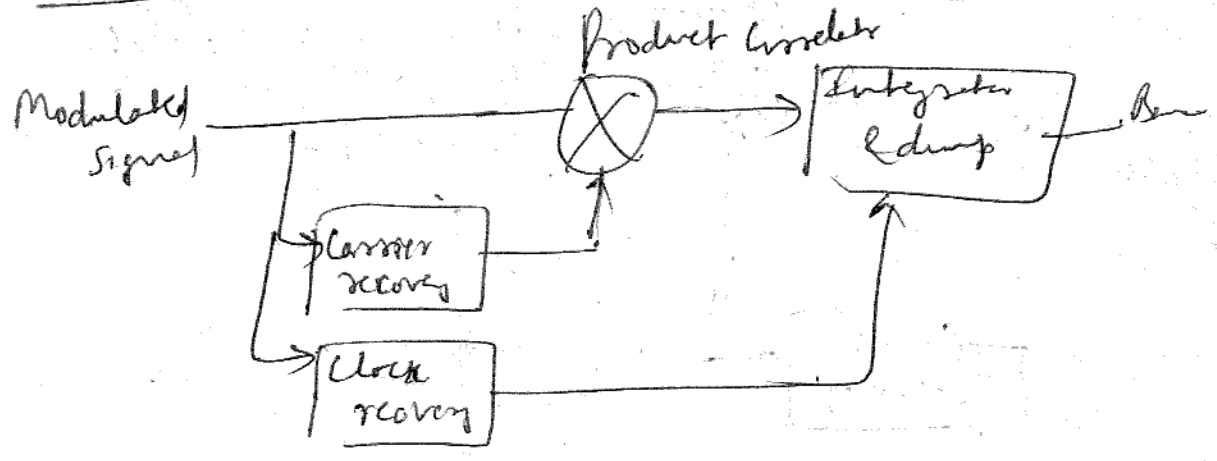 Product Correlator
Modulated
Signal
Integrator
& dump
Carrier
recovery
Clock
recovery